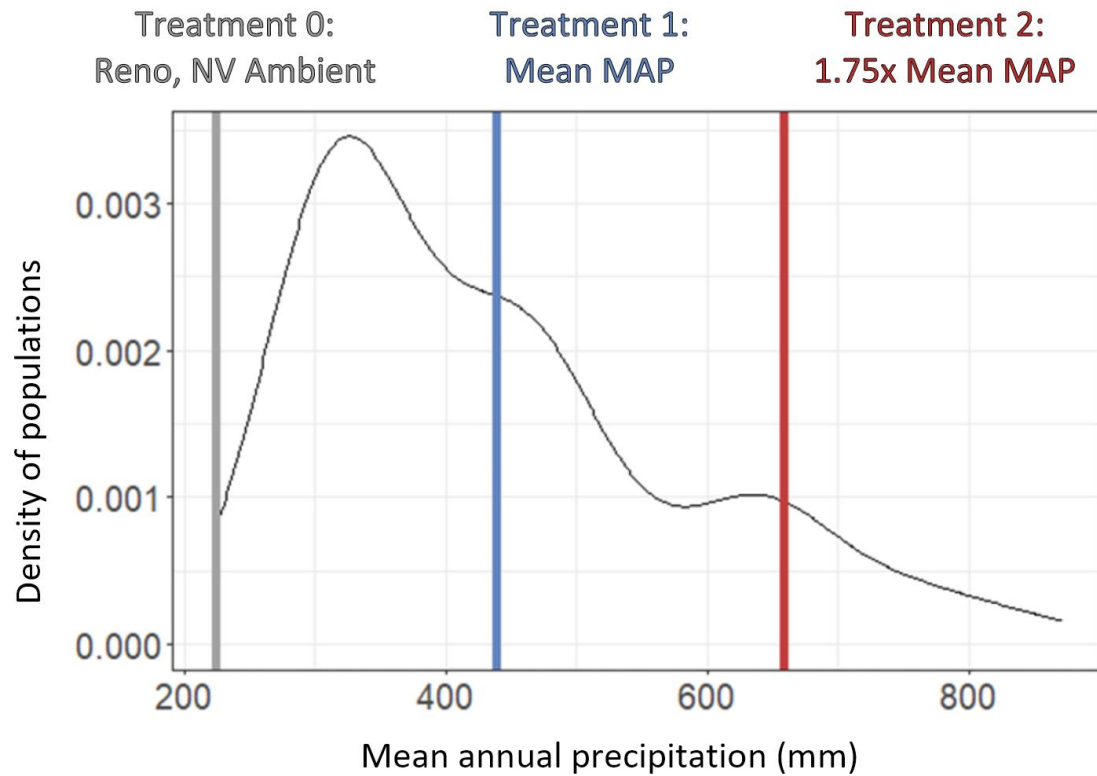 Treatment 0:
Reno, NV Ambient
Treatment 1:
Mean MAP
Treatment 2:
1.75x Mean MAP
Density of populations
0.003
0.002
0.001
0.000
200
400
600
800
Mean annual precipitation (mm)